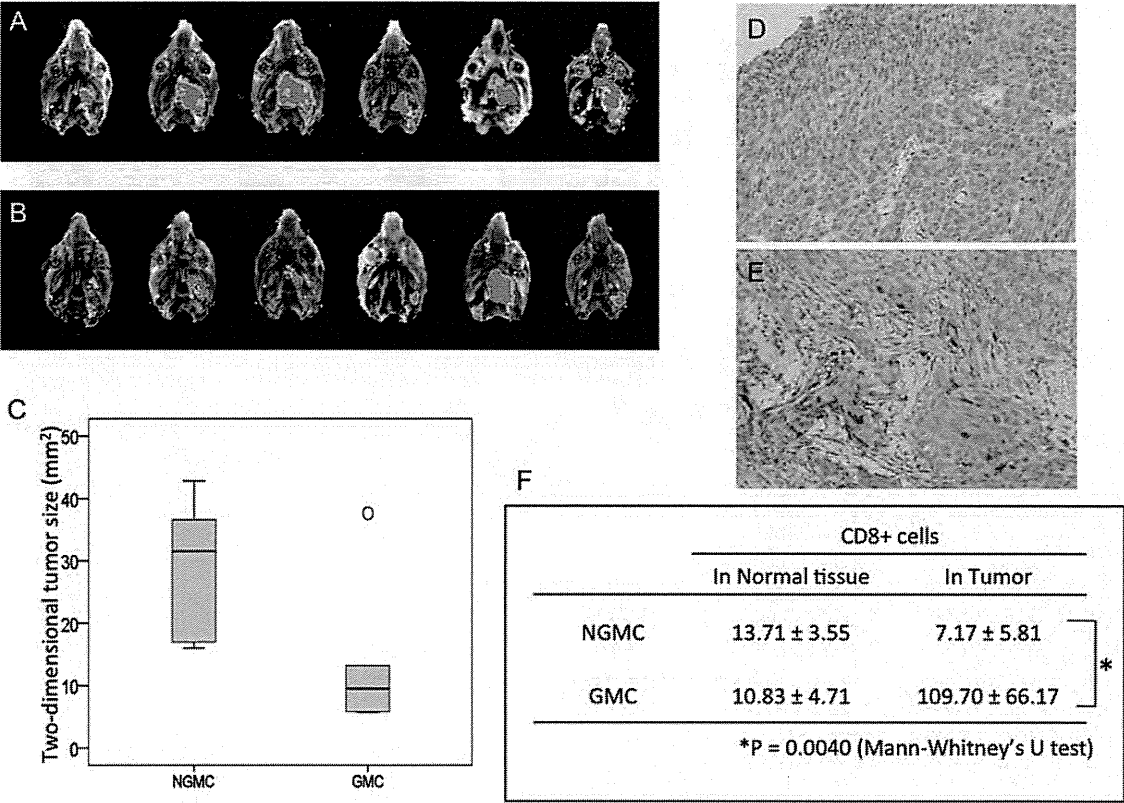 A
B
C
Two-dimensional tumor size (mm²)
50
40
30
20
10
0
NGMC
GMC
D
E
F
CD8+ cells
In Normal tissue
In Tumor
NGMC
13.71 ± 3.55
7.17 ± 5.81
*
GMC
10.83 ± 4.71
109.70 ± 66.17
*P = 0.0040 (Mann-Whitney's U test)